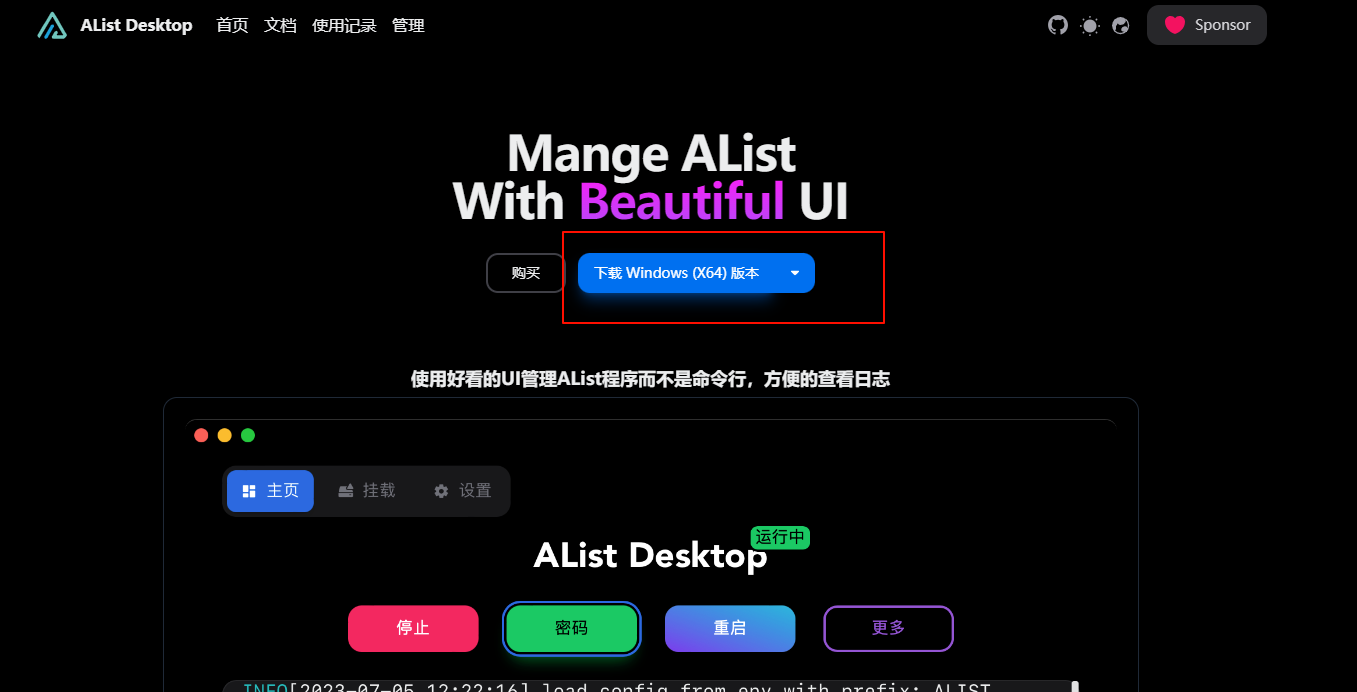 AList Desktop 首页 文档 使用记录 管理 Sponsor
Mange AList
With Beautiful UI
购买 下载 Windows (X64) 版本
使用好看的UI管理AList程序而不是命令行，方便的查看日志
主页 挂载 设置
运行中
AList Desktop
停止 密码 重启 更多
INFO[2023-07-05 12:22:16] load config from env with prefix: ALIST_